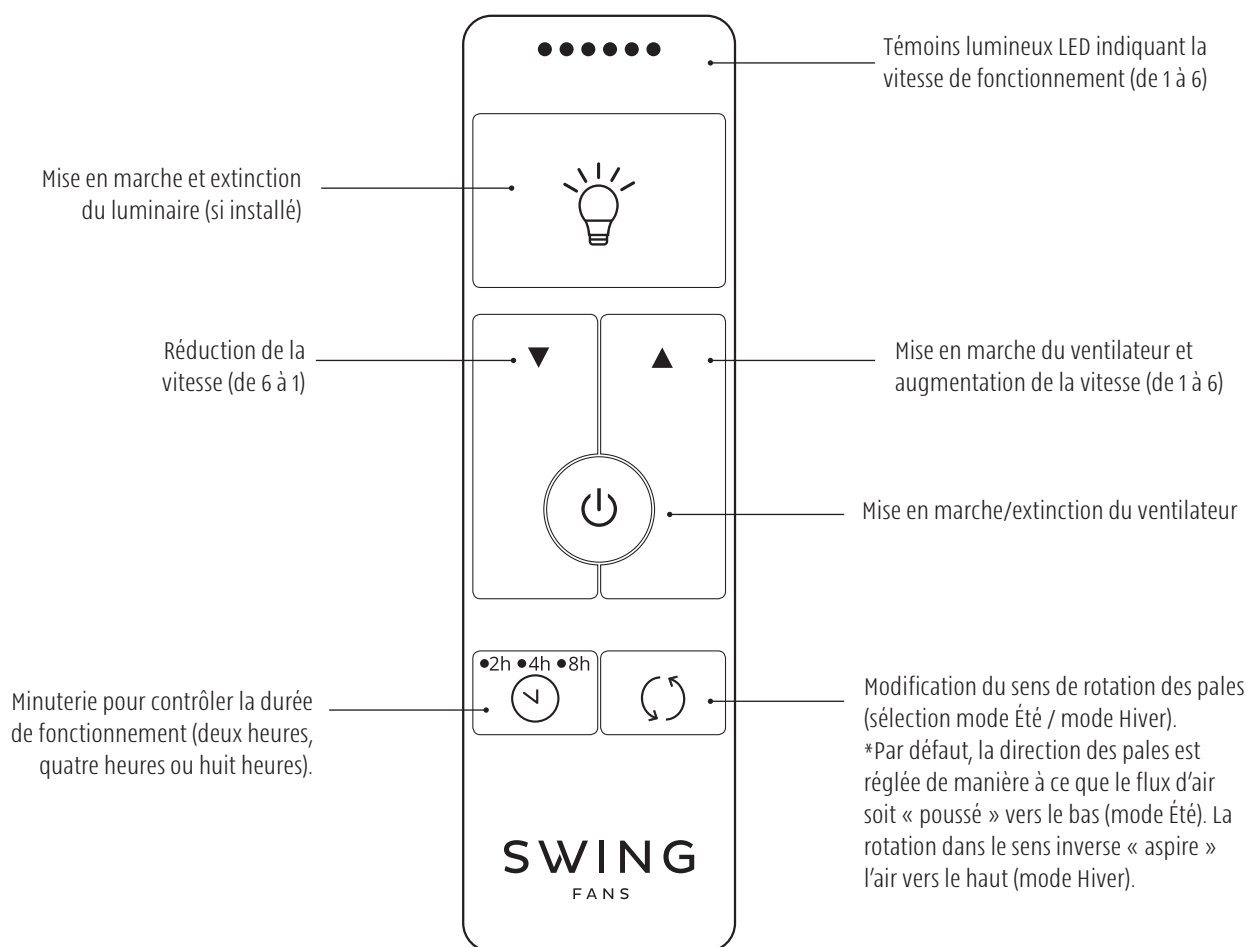 Témoins lumineux LED indiquant la
vitesse de fonctionnement (de 1 à 6)
Mise en marche et extinction
du luminaire (si installé)
Réduction de la
vitesse (de 6 à 1)
Mise en marche du ventilateur et
augmentation de la vitesse (de 1 à 6)
Mise en marche/extinction du ventilateur
2h 4h 8h
Minuterie pour contrôler la durée
de fonctionnement (deux heures,
quatre heures ou huit heures).
Modification du sens de rotation des pales
(sélection mode Été / mode Hiver).
*Par défaut, la direction des pales est
réglée de manière à ce que le flux d’air
soit « poussé » vers le bas (mode Été). La
rotation dans le sens inverse « aspire »
l’air vers le haut (mode Hiver).
SWING
FANS